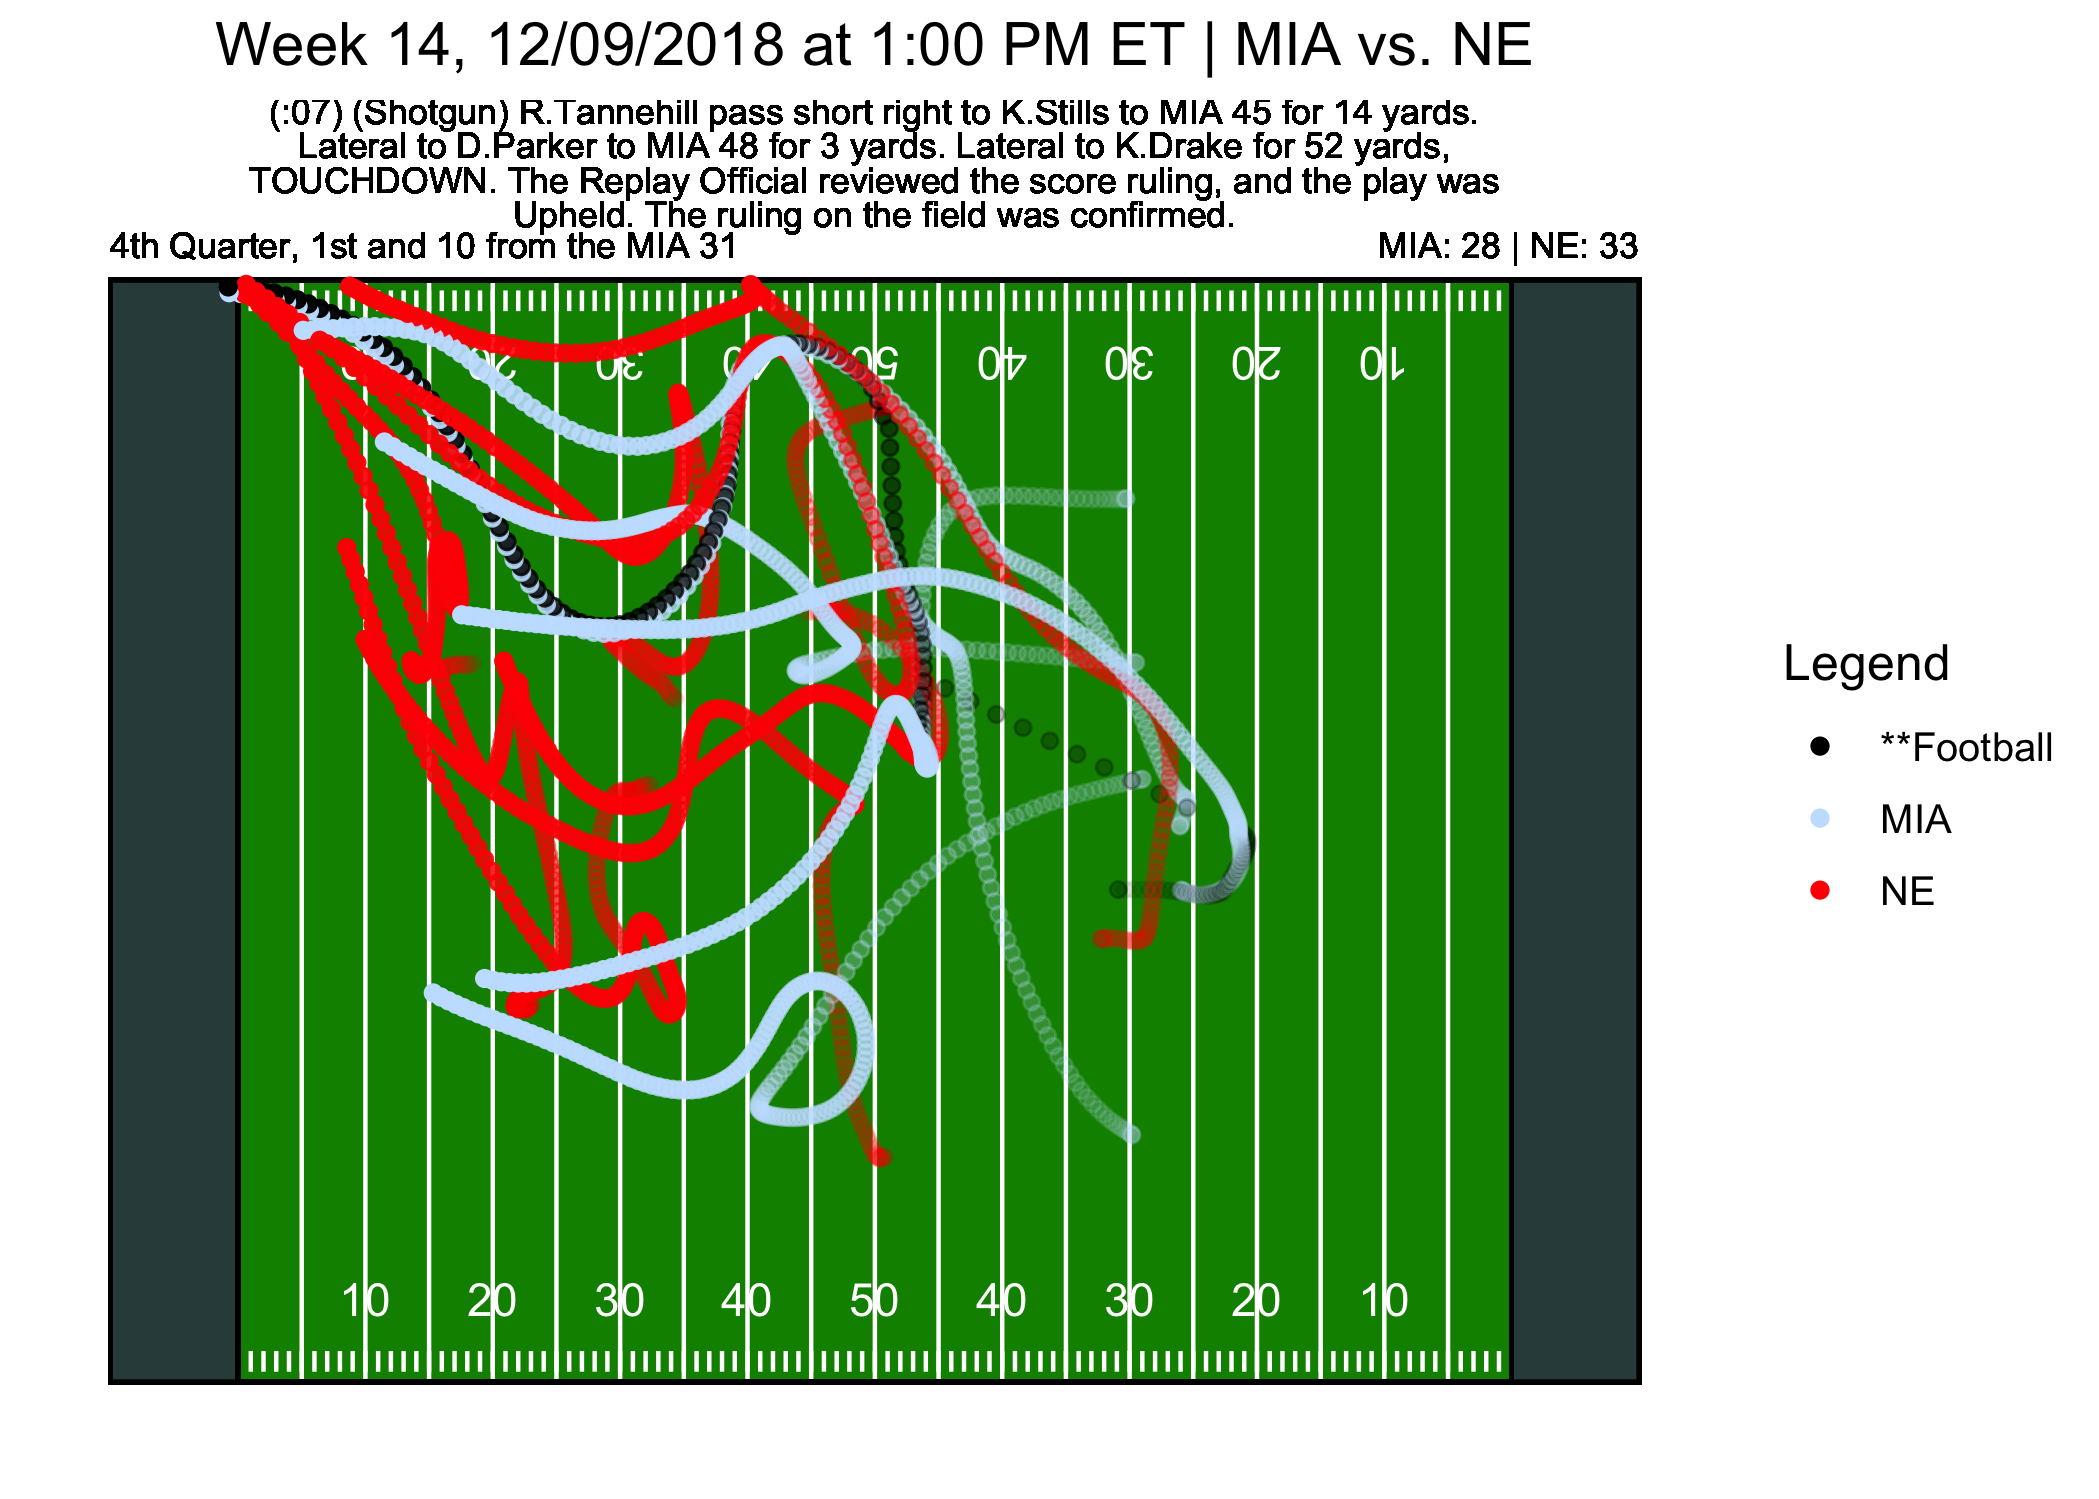 Week 14, 12/09/2018 at 1:00 PM ET | MIA vs. NE
(:07) (Shotgun) R.Tannehill pass short right to K.Stills to MIA 45 for 14 yards.
Lateral to D.Parker to MIA 48 for 3 yards. Lateral to K.Drake for 52 yards,
TOUCHDOWN. The Replay Official reviewed the score ruling, and the play was
Upheld. The ruling on the field was confirmed.
4th Quarter, 1st and 10 from the MIA 31
MIA: 28 | NE: 33
10 20 30 40 50 40 30 20 10
Legend
**Football
MIA
NE
10 20 30 40 50 40 30 20 10